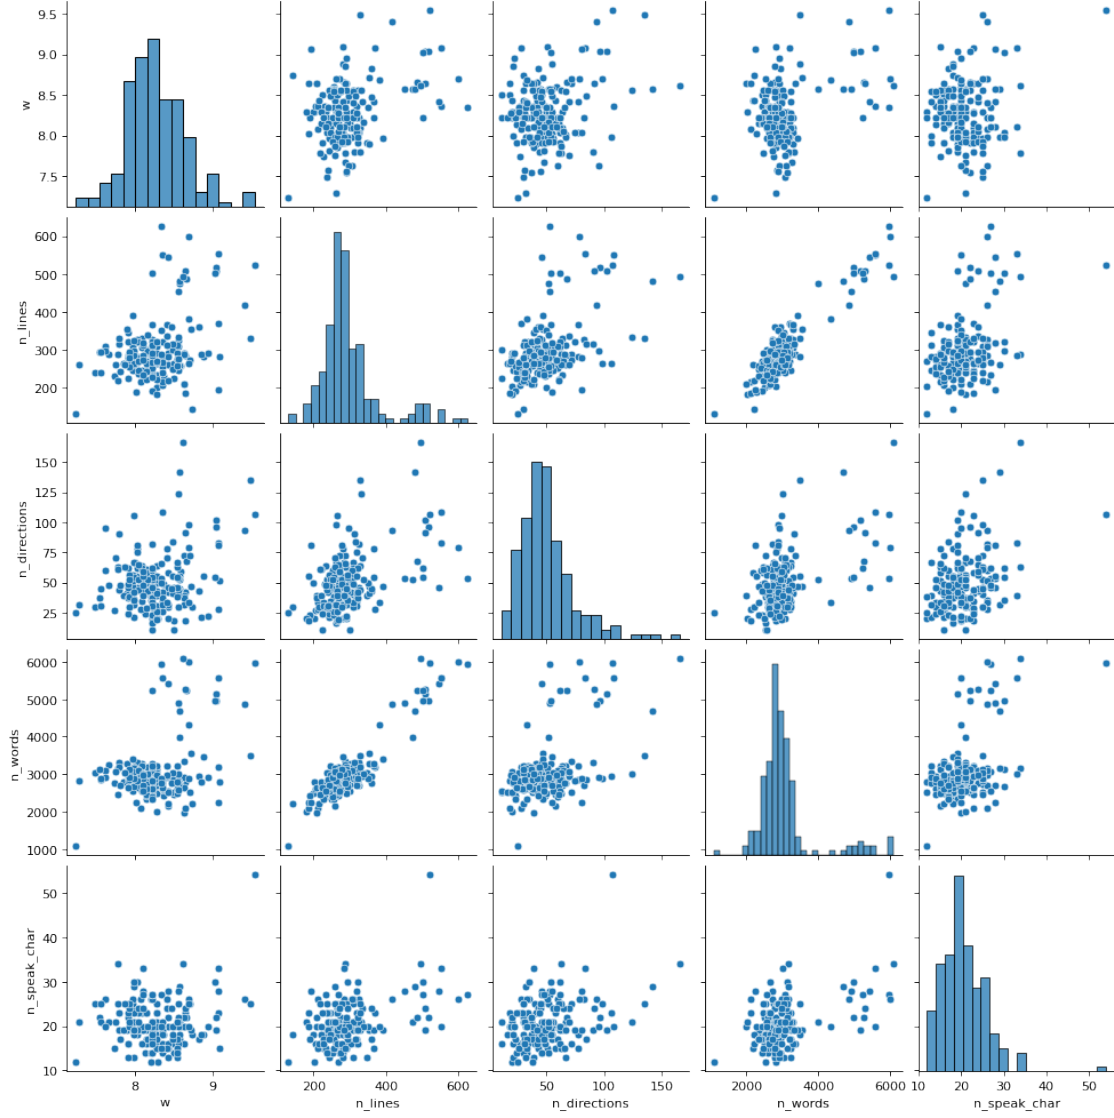 9.5
9.0
8.5
8.0
7.5
w
600
500
400
300
200
n_lines
150
125
100
75
50
25
n_directions
6000
5000
4000
3000
2000
1000
n_words
50
40
30
20
10
n_speak_char
8 9
200 400 600
50 100 150
2000 4000 6000
10 20 30 40 50
w n_lines n_directions n_words n_speak_char